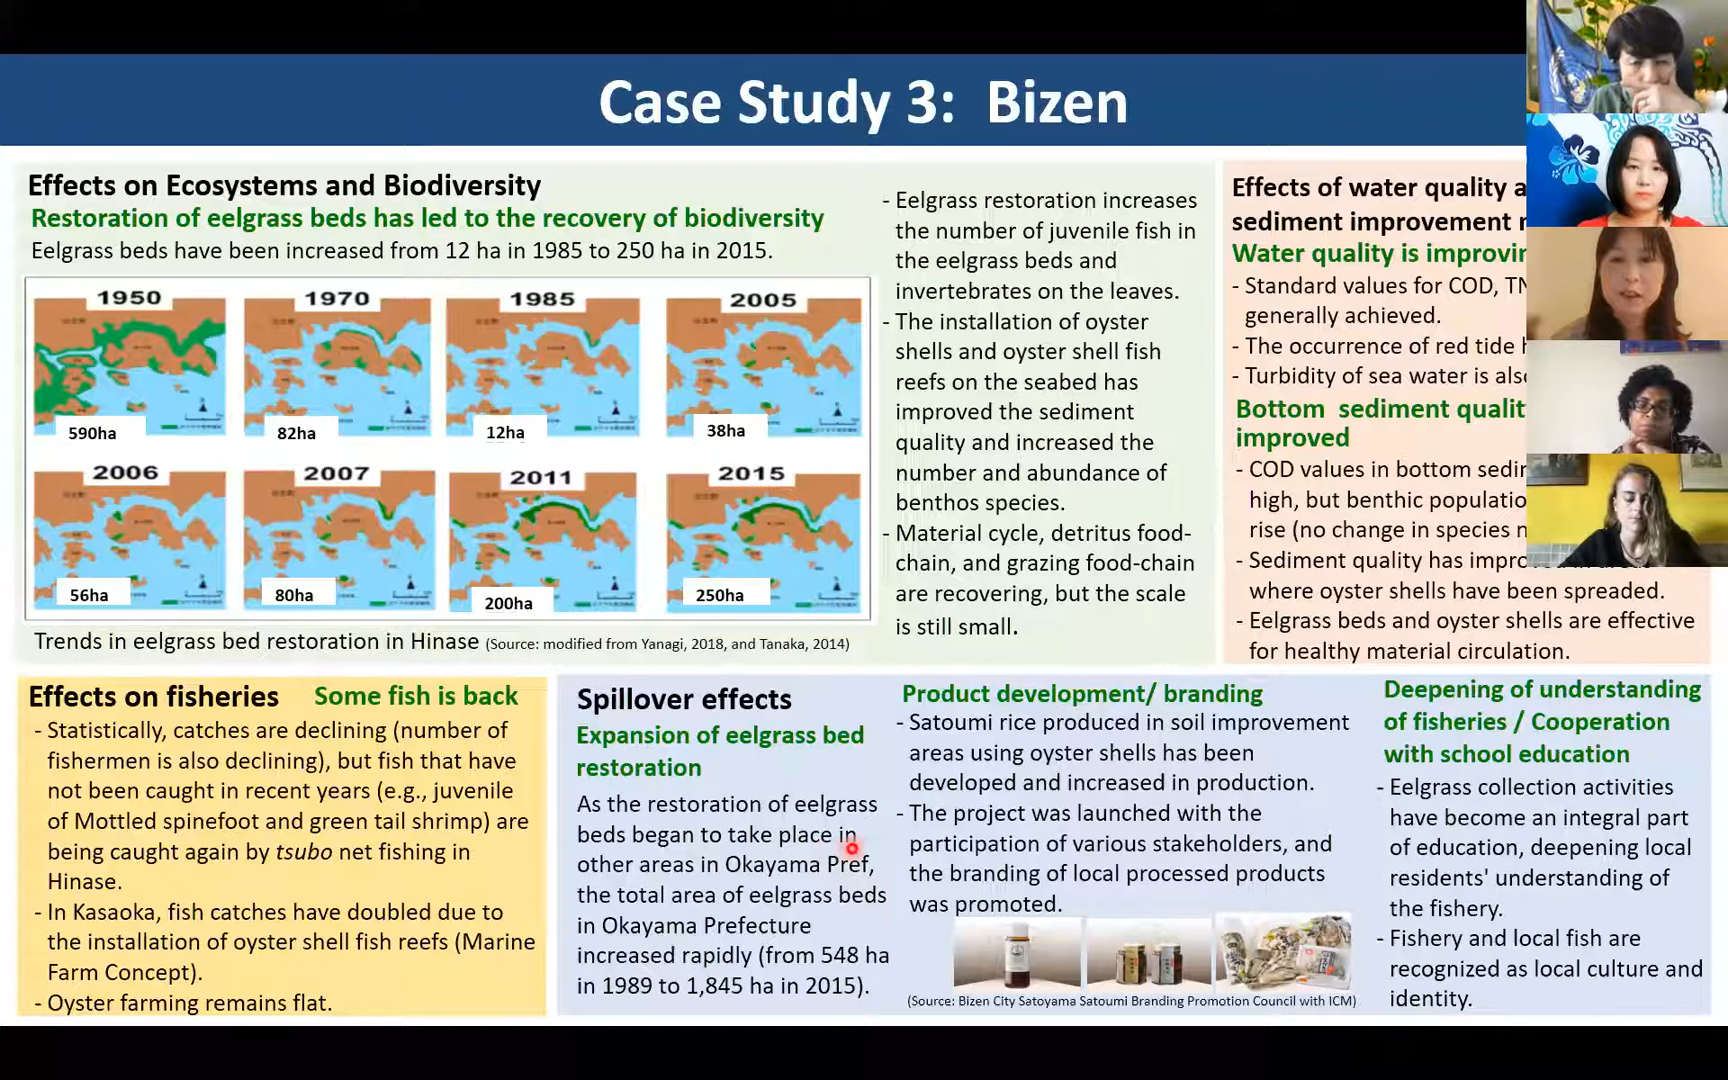 Case Study 3: Bizen
Effects on Ecosystems and Biodiversity
Restoration of eelgrass beds has led to the recovery of biodiversity
Eelgrass beds have been increased from 12 ha in 1985 to 250 ha in 2015.
1950
1970
1985
2005
590ha
82ha
12ha
38ha
2006
2007
2011
2015
56ha
80ha
200ha
250ha
Trends in eelgrass bed restoration in Hinase (Source: modified from Yanagi, 2018, and Tanaka, 2014)
- Eelgrass restoration increases
the number of juvenile fish in
the eelgrass beds and
invertebrates on the leaves.
- The installation of oyster
shells and oyster shell fish
reefs on the seabed has
improved the sediment
quality and increased the
number and abundance of
benthos species.
- Material cycle, detritus food-
chain, and grazing food-chain
are recovering, but the scale
is still small.
Effects of water quality
sediment improvement
Water quality is
- Standard values for COD,
generally achieved.
- The occurrence of red tide
- Turbidity of sea water is
Bottom sediment
improved
- COD values in bottom
high, but benthic
rise (no change in species
- Sediment quality has
where oyster shells have been spreaded.
- Eelgrass beds and oyster shells are effective
for healthy material circulation.
Effects on fisheries Some fish is back
- Statistically, catches are declining (number of
fishermen is also declining), but fish that have
not been caught in recent years (e.g., juvenile
of Mottled spinefoot and green tail shrimp) are
being caught again by tsubo net fishing in
Hinase.
- In Kasaoka, fish catches have doubled due to
the installation of oyster shell fish reefs (Marine
Farm Concept).
- Oyster farming remains flat.
Spillover effects
Expansion of eelgrass bed
restoration
As the restoration of eelgrass
beds began to take place in
other areas in Okayama Pref,
the total area of eelgrass beds
in Okayama Prefecture
increased rapidly (from 548 ha
in 1989 to 1,845 ha in 2015).
Product development/ branding
- Satoumi rice produced in soil improvement
areas using oyster shells has been
developed and increased in production.
- The project was launched with the
participation of various stakeholders, and
the branding of local processed products
was promoted.
(Source: Bizen City Satoyama Satoumi Branding Promotion Council with ICM)
Deepening of understanding
of fisheries / Cooperation
with school education
- Eelgrass collection activities
have become an integral part
of education, deepening local
residents' understanding of
the fishery.
- Fishery and local fish are
recognized as local culture and
identity.